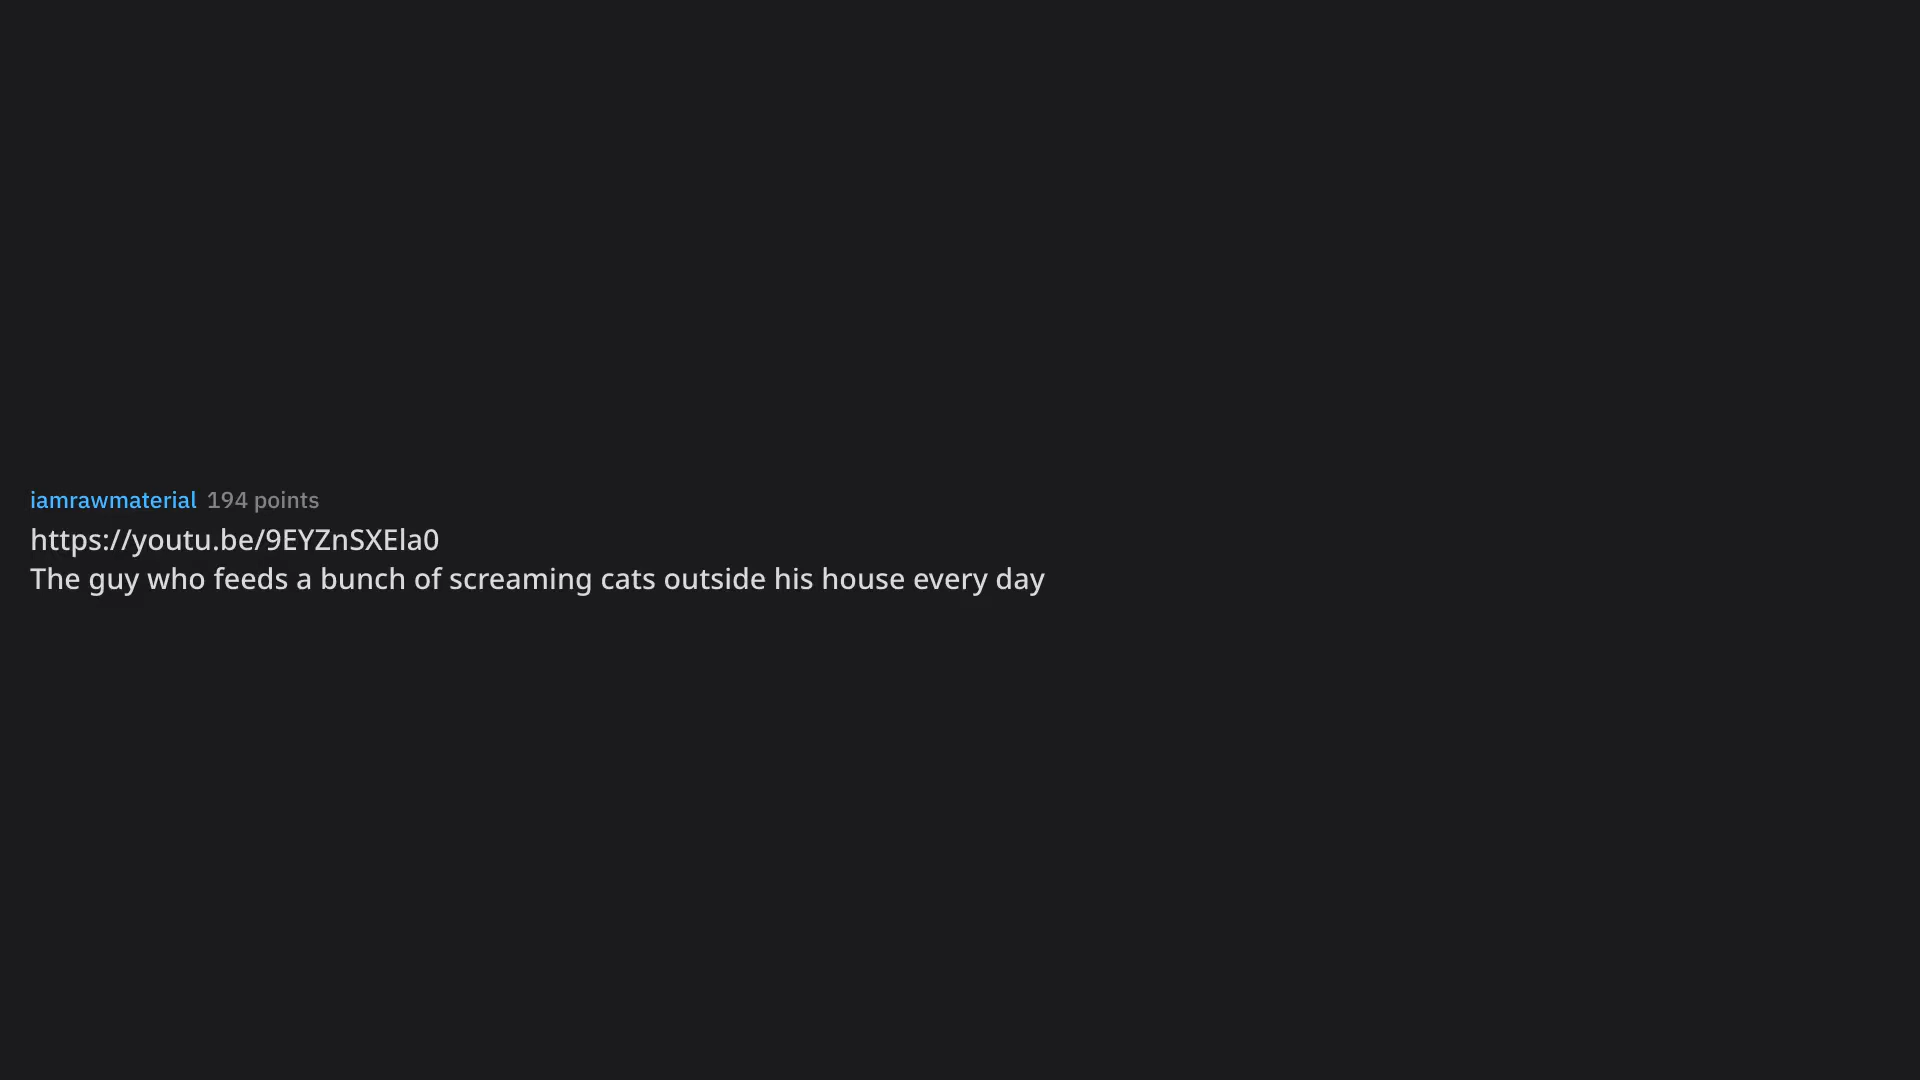 iamrawmaterial 194 points
https://youtu.be/9EYZnSXEla0
The guy who feeds a bunch of screaming cats outside his house every day